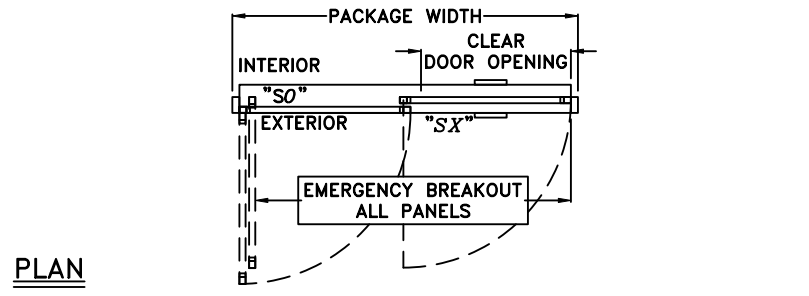 PACKAGE WIDTH
CLEAR
DOOR OPENING
INTERIOR
"SO"
EXTERIOR
"SX"
EMERGENCY BREAKOUT
ALL PANELS
PLAN